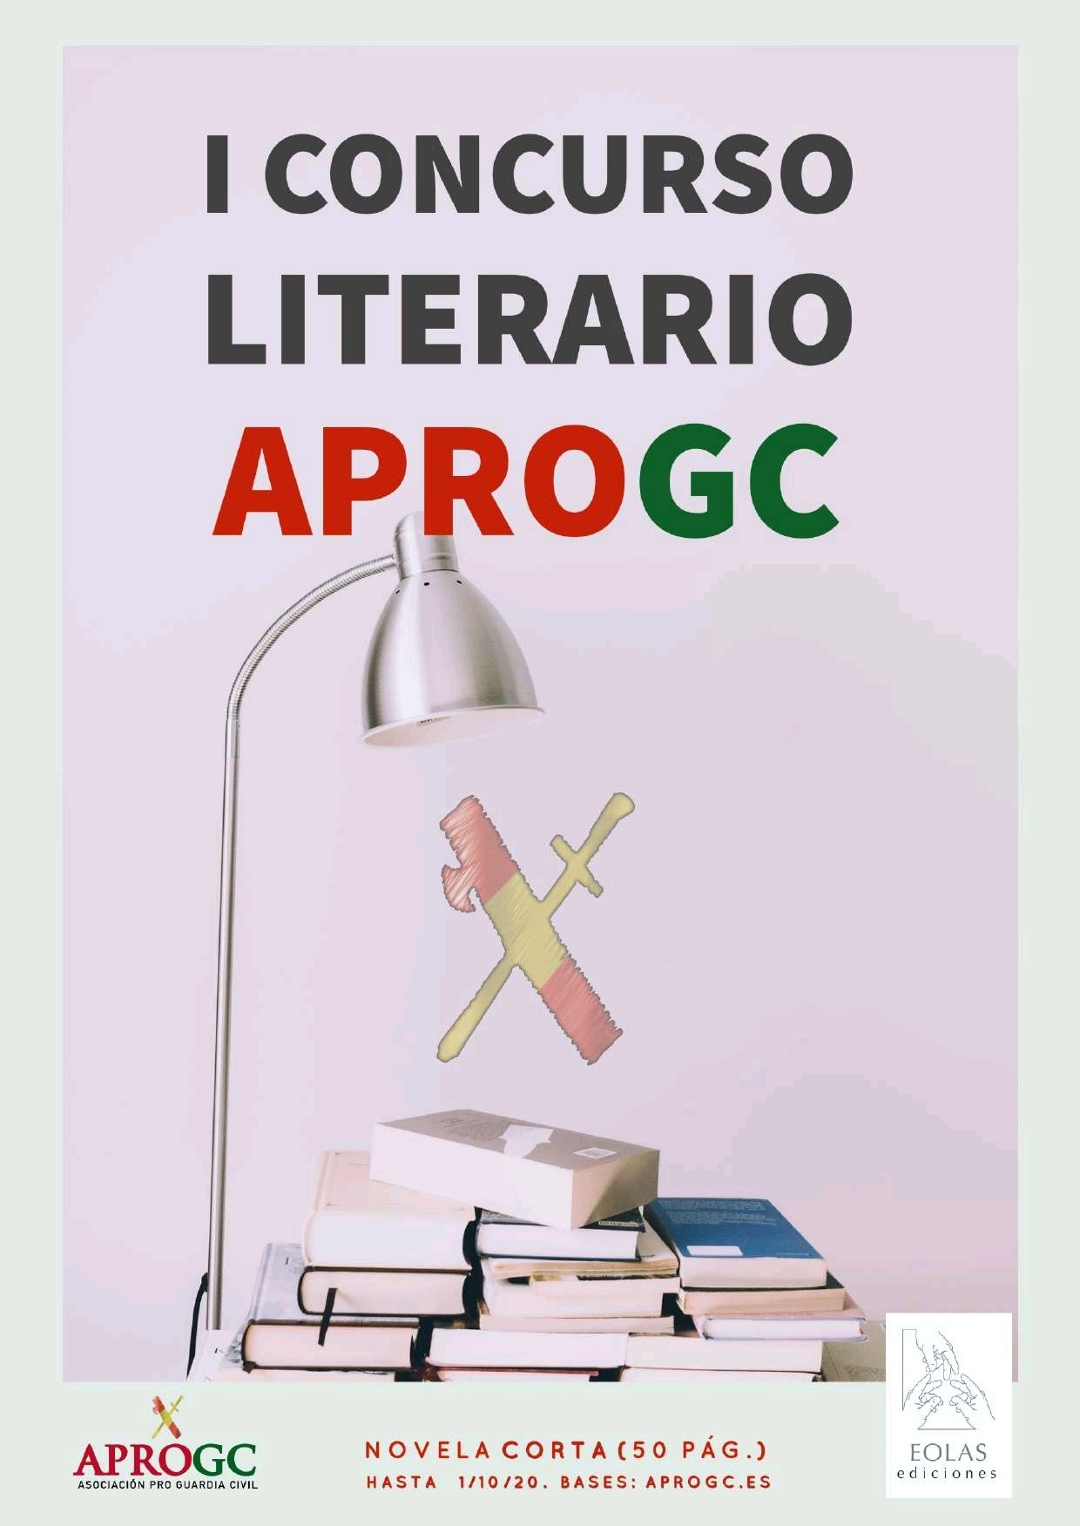 I CONCURSO
LITERARIO
APROGC
APROGC
ASOCIACIÓN PRO GUARDIA CIVIL
NOVELA CORTA (50 PÁG.)
HASTA 1/10/20. BASES: APROGC.ES
EOLAS
ediciones